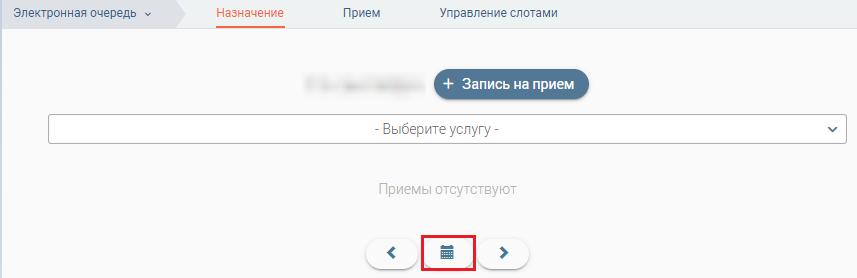 Электронная очередь Назначение Прием Управление слотами
+ Запись на прием
- Выберите услугу -
Приемы отсутствуют